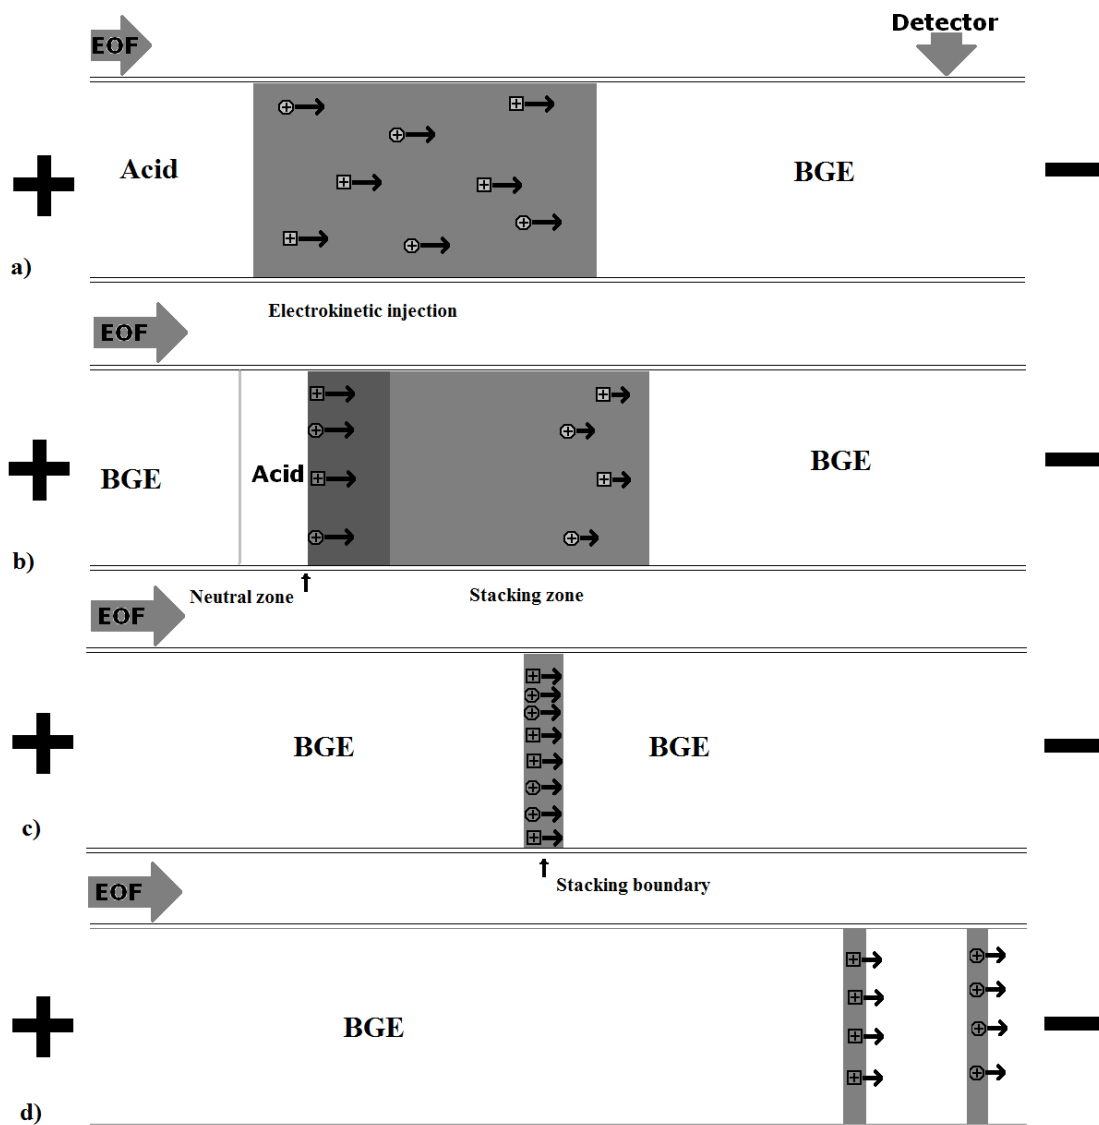 Detector
EOF
Acid
BGE
a)
Electrokinetic injection
EOF
BGE
Acid
BGE
b)
Neutral zone
Stacking zone
EOF
BGE
BGE
c)
Stacking boundary
EOF
BGE
d)